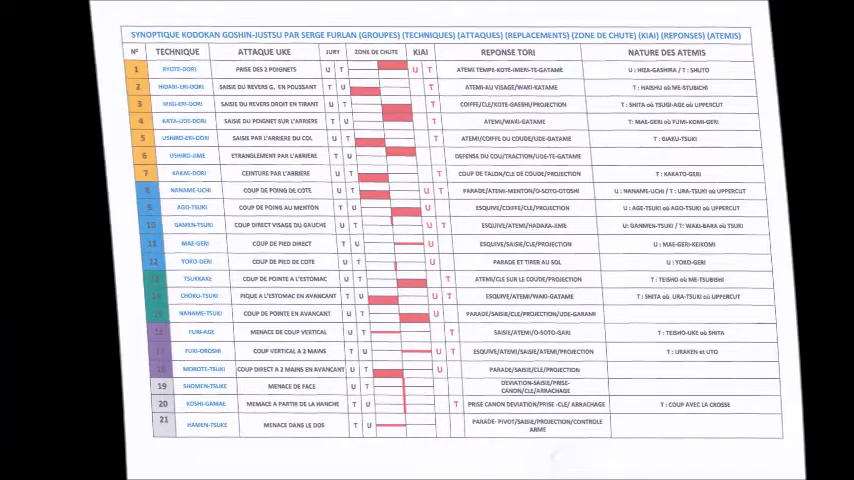 SYNOPTIQUE KODOKAN GOSHIN-JUSTSU PAR SERGE FURLAN (GROUPES) (TECHNIQUES) (ATTAQUES) (REPLACEMENTS) (ZONE DE CHUTE) (KIAI) (REPONSES) (ATEMIS)
N° TECHNIQUE ATTAQUE UKE JURY ZONE DE CHUTE KIAI REPONSE TORI NATURE DES ATEMIS
1 RYOTE-DORI PRISE DES 2 POIGNETS U T U T ATEMI TEMPE-KOTE-IMERI-TE-GATAME U : HIZA-GASHIRA / T : SHUTO
2 HIDARI-ERI-DORI SAISIE DU REVERS G, EN POUSSANT U T T ATEMI-AU VISAGE/WAKI-KATAME T : HAISHU où ME-STUBICHI
3 MIGI-ERI-DORI SAISIE DU REVERS DROIT EN TIRANT U T T COIFFE/CLE/KOTE-GAESHI/PROJECTION T : SHITA où TSUGI-AGE où UPPERCUT
4 KATA-UDE-DORI SAISIE DU POIGNET SUR L'ARRIERE U T T ATEMI/WAKI-GATAME T: MAE-GERI où FUMI-KOMI-GERI
5 USHIRO-ERI-DORI SAISIE PAR L'ARRIERE DU COL U T T ATEMI/COIFFE DU COUDE/UDE-GATAME T : GIAKU-TSUKI
6 USHIRO-JIME ETRANGLEMENT PAR L'ARRIERE T U DEFENSE DU COU/TRACTION/UDE-TE-GATAME
7 KAKAE-DORI CEINTURE PAR L'ARRIERE U T T COUP DE TALON/CLE DE COUDE/PROJECTION T : KAKATO-GERI
8 NANAME-UCHI COUP DE POING DE COTE U T U T PARADE/ATEMI-MENTON/O-SOTO-OTOSHI U : NANAME-UCHI / T : URA-TSUKI où UPPERCUT
9 AGO-TSUKI COUP DE POING AU MENTON T U U ESQUIVE/COIFFE/CLE/PROJECTION U : AGE-TSUKI où AGO-TSUKI où UPPERCUT
10 GAMEN-TSUKI COUP DIRECT VISAGE DU GAUCHE U T U T ESQUIVE/ATEMI/HADAKA-JIME U: GANMEN-TSUKI / T: WAKI-BARA où TSUKI
11 MAE-GERI COUP DE PIED DIRECT T U U ESQUIVE/SAISIE/CLE/PROJECTION U : MAE-GERI-KEIKOMI
12 YOKO-GERI COUP DE PIED DE COTE U T U PARADE ET TIRER AU SOL U : YOKO-GERI
13 TSUKKAKE COUP DE POINTE A L'ESTOMAC U T T ATEMI/CLE SUR LE COUDE/PROJECTION T : TEISHO où ME-TSUBISHI
14 CHOKU-TSUKI PIQUE A L'ESTOMAC EN AVANCANT T U U T ESQUIVE/ATEMI/WAKI-GATAME T : SHITA où URA-TSUKI où UPPERCUT
15 NANAME-TSUKI COUP DE POINTE EN AVANCANT U T U PARADE/SAISIE/CLE/PROJECTION/UDE-GARAMI
16 FURI-AGE MENACE DE COUP VERTICAL U T T SAISIE/ATEMI/O-SOTO-GARI T : TEISHO-UKE où SHITA
17 FURI-OROSHI COUP VERTICAL A 2 MAINS T U U T ESQUIVE/ATEMI/SAISIE/ATEMI/PROJECTION T : URAKEN et UTO
18 MOROTE-TSUKI COUP DIRECT A 2 MAINS EN AVANCANT U T U PARADE/SAISIE/CLE/PROJECTION
19 SHOMEN-TSUKE MENACE DE FACE U T DEVIATION-SAISIE/PRISE-
CANON/CLE/ARRACHAGE
20 KOSHI-GAMAE MEMACE A PARTIR DE LA HANCHE T U T PRISE CANON DEVIATION/PRISE -CLE/ ARRACHAGE T : COUP AVEC LA CROSSE
21 HAMEN-TSUKE MENACE DANS LE DOS T U PARADE- PIVOT/SAISIE/PROJECTION/CONTROLE
ARME